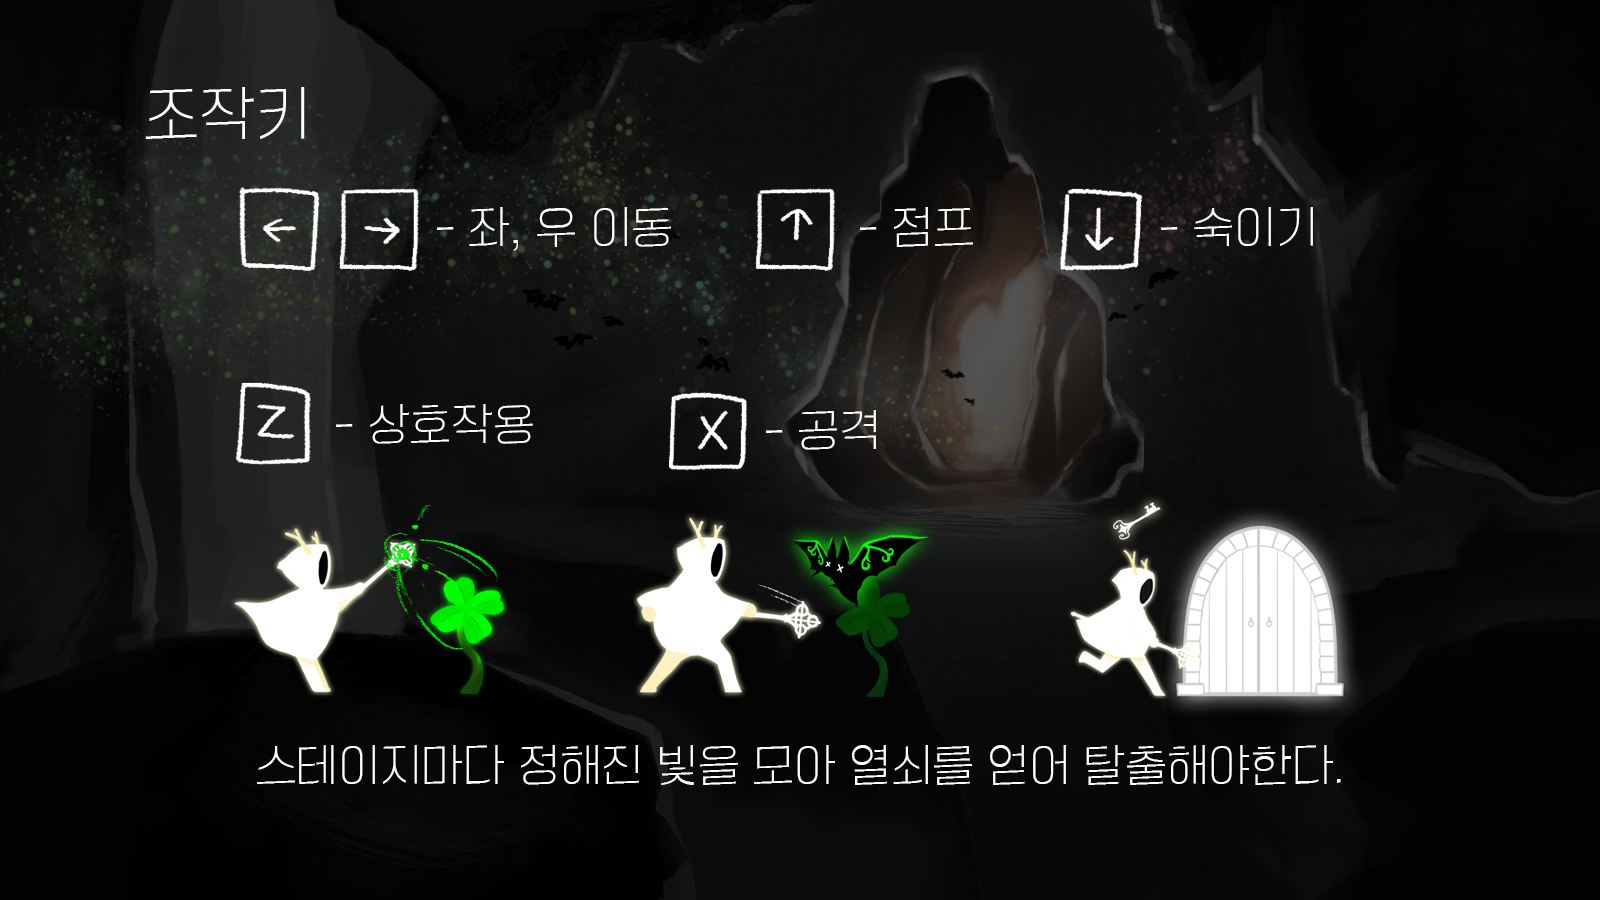 조작키
← → - 좌, 우 이동 ↑ - 점프 ↓ - 숙이기
Z - 상호작용 X - 공격
스테이지마다 정해진 빛을 모아 열쇠를 얻어 탈출해야한다.